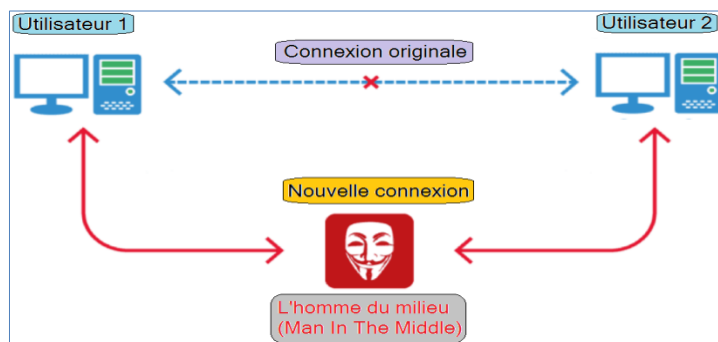 Utilisateur 1
Utilisateur 2
Connexion originale
Nouvelle connexion
L'homme du milieu
(Man In The Middle)